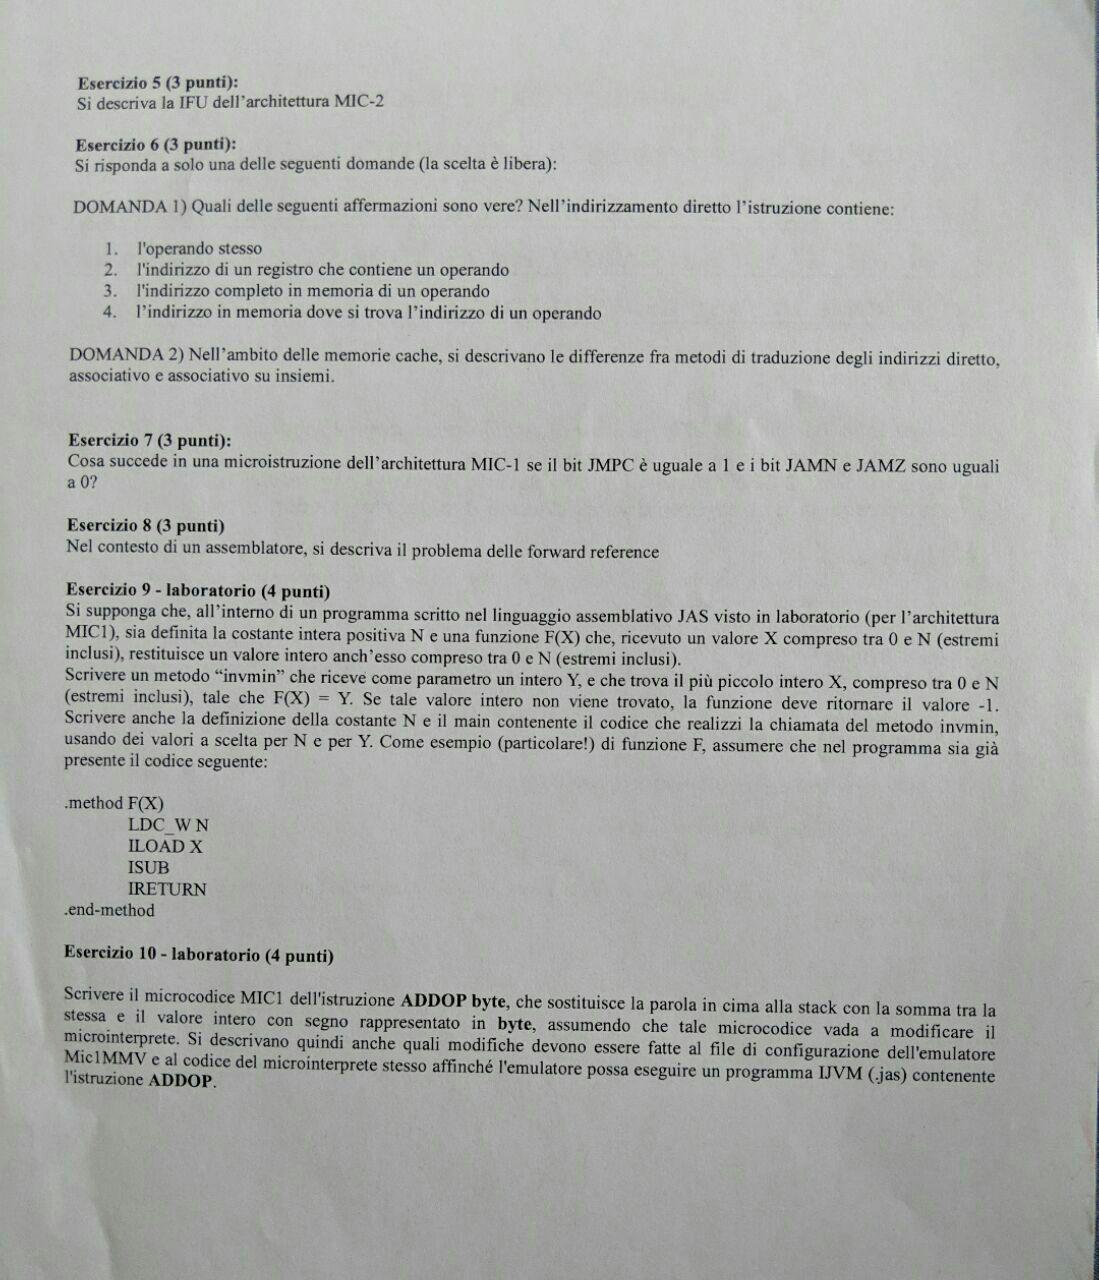 Esercizio 5 (3 punti):
Si descriva la IFU dell'architettura MIC-2
Esercizio 6 (3 punti):
Si risponda a solo una delle seguenti domande (la scelta è libera):
DOMANDA 1) Quali delle seguenti affermazioni sono vere? Nell'indirizzamento diretto l'istruzione contiene:
1. l'operando stesso
2. l'indirizzo di un registro che contiene un operando
3. l'indirizzo completo in memoria di un operando
4. l'indirizzo in memoria dove si trova l'indirizzo di un operando
DOMANDA 2) Nell'ambito delle memorie cache, si descrivano le differenze fra metodi di traduzione degli indirizzi diretto,
associativo e associativo su insiemi.
Esercizio 7 (3 punti):
Cosa succede in una microistruzione dell'architettura MIC-1 se il bit JMPC è uguale a 1 e i bit JAMN e JAMZ sono uguali
a 0?
Esercizio 8 (3 punti)
Nel contesto di un assemblatore, si descriva il problema delle forward reference
Esercizio 9 - laboratorio (4 punti)
Si supponga che, all'interno di un programma scritto nel linguaggio assemblativo JAS visto in laboratorio (per l'architettura
MIC1), sia definita la costante intera positiva N e una funzione F(X) che, ricevuto un valore X compreso tra 0 e N (estremi
inclusi), restituisce un valore intero anch'esso compreso tra 0 e N (estremi inclusi).
Scrivere un metodo "invmin" che riceve come parametro un intero Y, e che trova il più piccolo intero X, compreso tra 0 e N
(estremi inclusi), tale che F(X) = Y. Se tale valore intero non viene trovato, la funzione deve ritornare il valore -1.
Scrivere anche la definizione della costante N e il main contenente il codice che realizzi la chiamata del metodo invmin,
usando dei valori a scelta per N e per Y. Come esempio (particolare!) di funzione F, assumere che nel programma sia già
presente il codice seguente:
.method F(X)
LDC_W N
ILOAD X
ISUB
IRETURN
.end-method
Esercizio 10 - laboratorio (4 punti)
Scrivere il microcodice MIC1 dell'istruzione ADDOP byte, che sostituisce la parola in cima alla stack con la somma tra la
stessa e il valore intero con segno rappresentato in byte, assumendo che tale microcodice vada a modificare il
microinterprete. Si descrivano quindi anche quali modifiche devono essere fatte al file di configurazione dell'emulatore
Mic1MMV e al codice del microinterprete stesso affinché l'emulatore possa eseguire un programma IJVM (.jas) contenente
l'istruzione ADDOP.